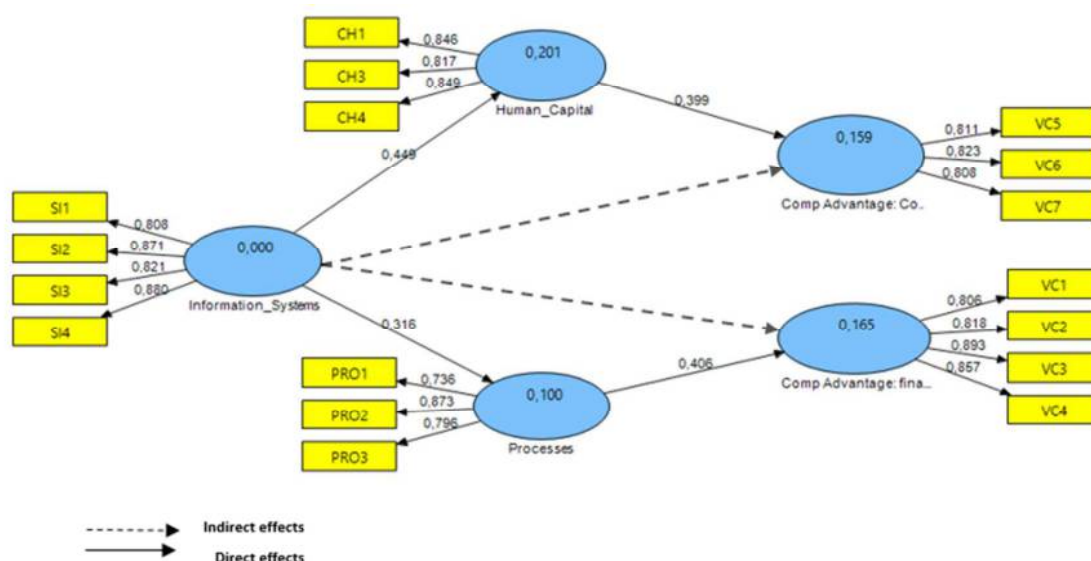 CH1
0,846
CH3
0,817
CH4
0,849
0,201
Human_Capital
0,399
0,449
0,159
Comp Advantage: Co..
0,811
VC5
0,823
VC6
0,808
VC7
SI1
0,808
SI2
0,871
SI3
0,821
SI4
0,880
0,000
Information_Systems
0,316
PRO1
0,736
PRO2
0,873
PRO3
0,796
0,100
Processes
0,406
0,165
Comp Advantage: fina..
VC1
0,806
VC2
0,818
VC3
0,893
VC4
0,857
Indirect effects
Direct effects